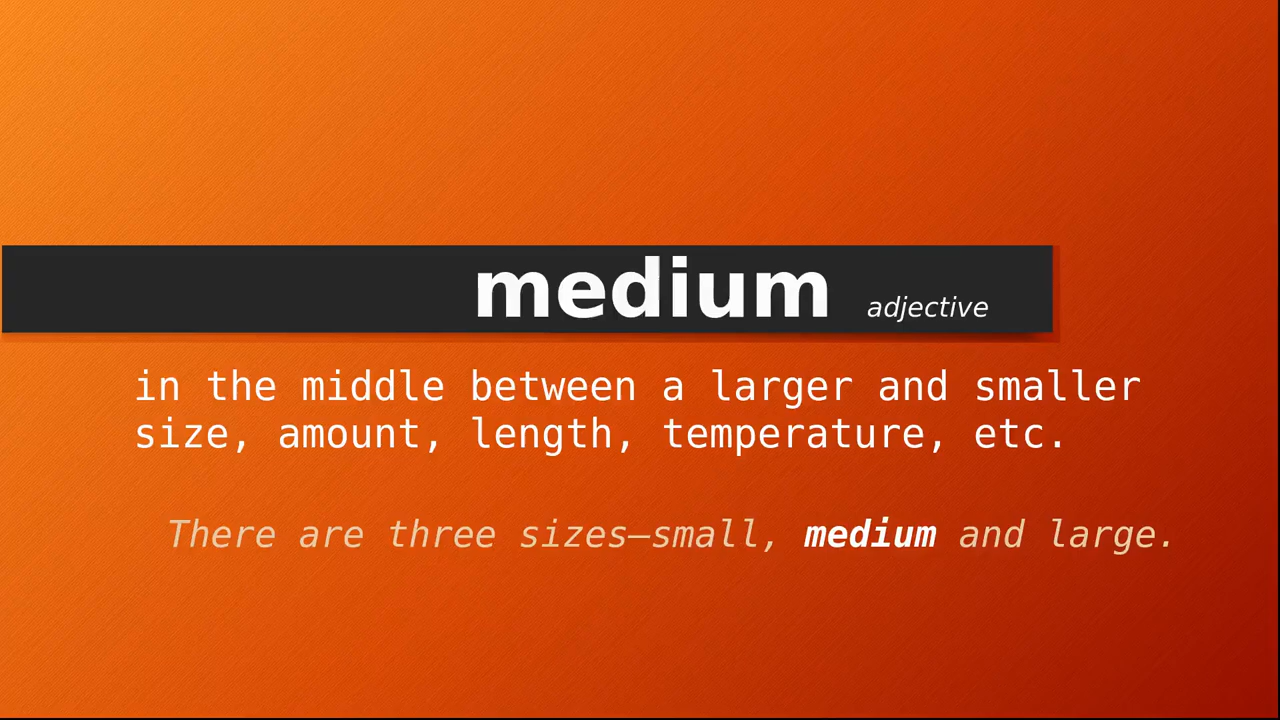 medium adjective
in the middle between a larger and smaller
size, amount, length, temperature, etc.
There are three sizes—small, medium and large.